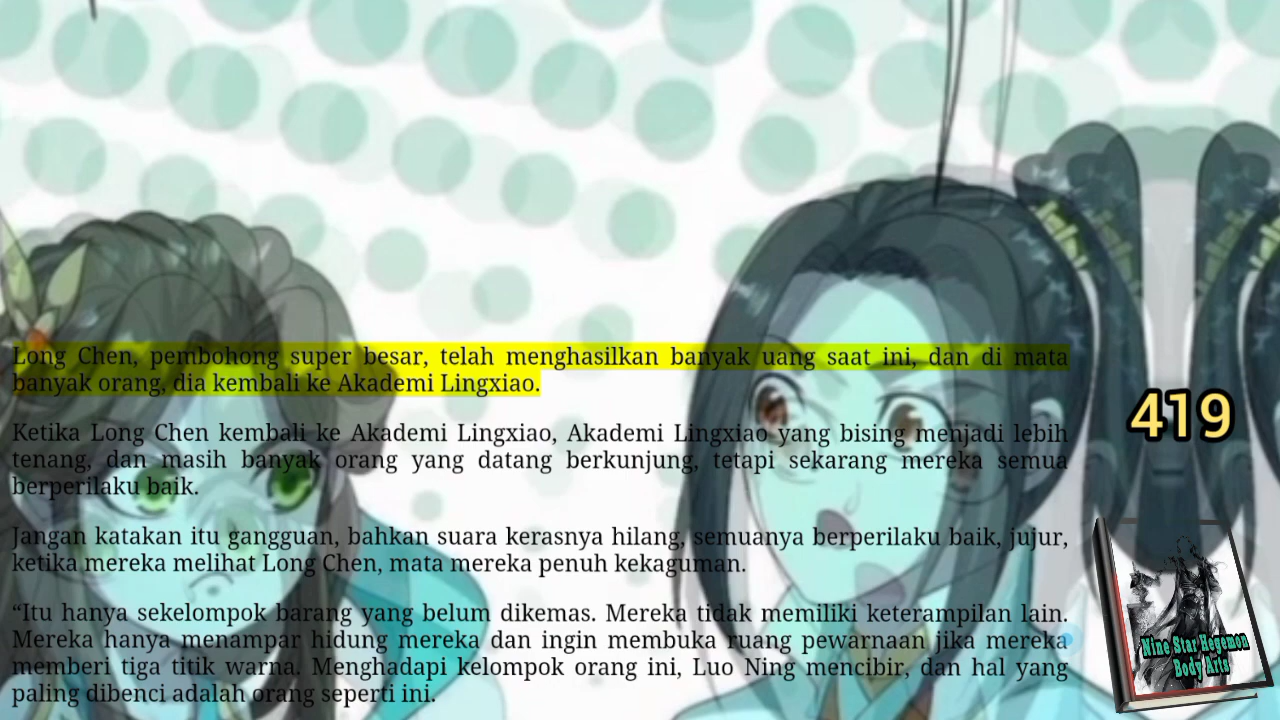 Long Chen, pembohong super besar, telah menghasilkan banyak uang saat ini, dan di mata
banyak orang, dia kembali ke Akademi Lingxiao.
Ketika Long Chen kembali ke Akademi Lingxiao, Akademi Lingxiao yang bising menjadi lebih
tenang, dan masih banyak orang yang datang berkunjung, tetapi sekarang mereka semua
berperilaku baik.
Jangan katakan itu gangguan, bahkan suara kerasnya hilang, semuanya berperilaku baik, jujur,
ketika mereka melihat Long Chen, mata mereka penuh kekaguman.
“Itu hanya sekelompok barang yang belum dikemas. Mereka tidak memiliki keterampilan lain.
Mereka hanya menampar hidung mereka dan ingin membuka ruang pewarnaan jika mereka
memberi tiga titik warna. Menghadapi kelompok orang ini, Luo Ning mencibir, dan hal yang
paling dibenci adalah orang seperti ini.
419
Nine Star Hegemon
Body Arts